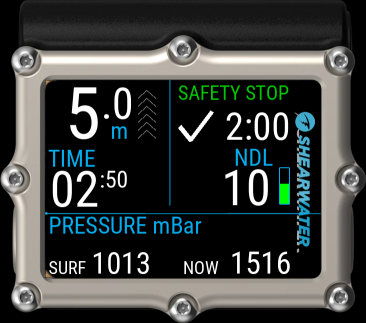 5.0 m
SAFETY STOP
2:00
TIME
02:50
NDL
10
SHEARWATER
PRESSURE mBar
SURF 1013 NOW 1516